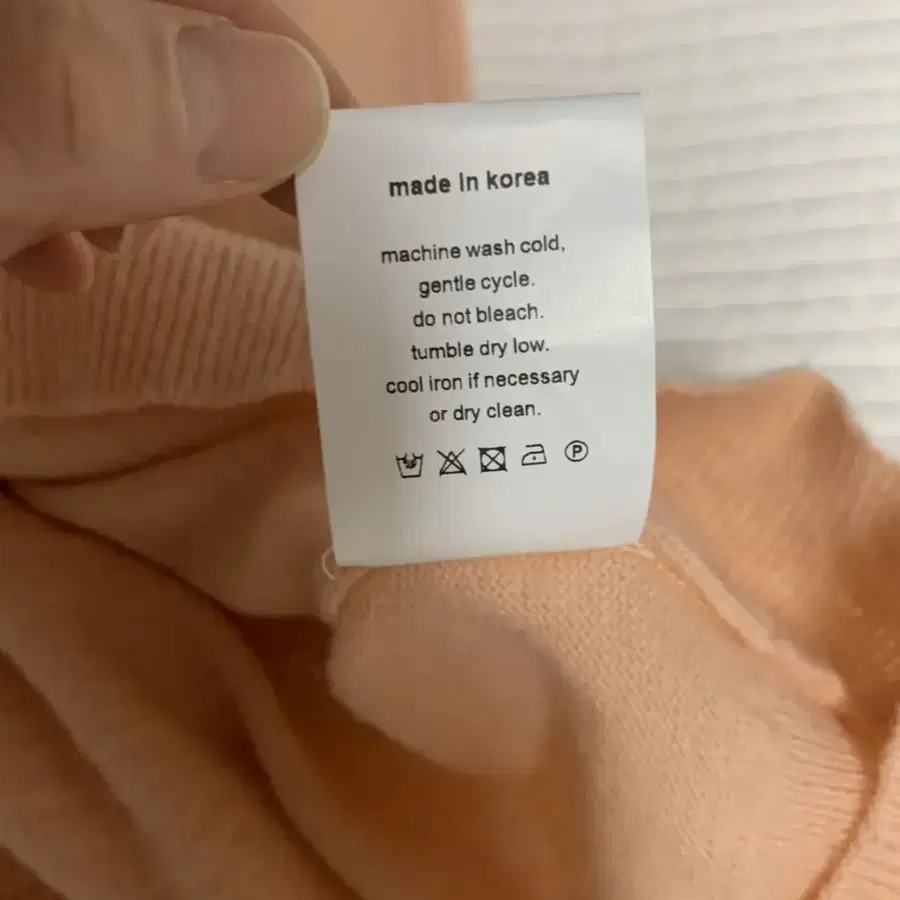 made in korea
machine wash cold,
gentle cycle.
do not bleach.
tumble dry low.
cool iron if necessary
or dry clean.
P